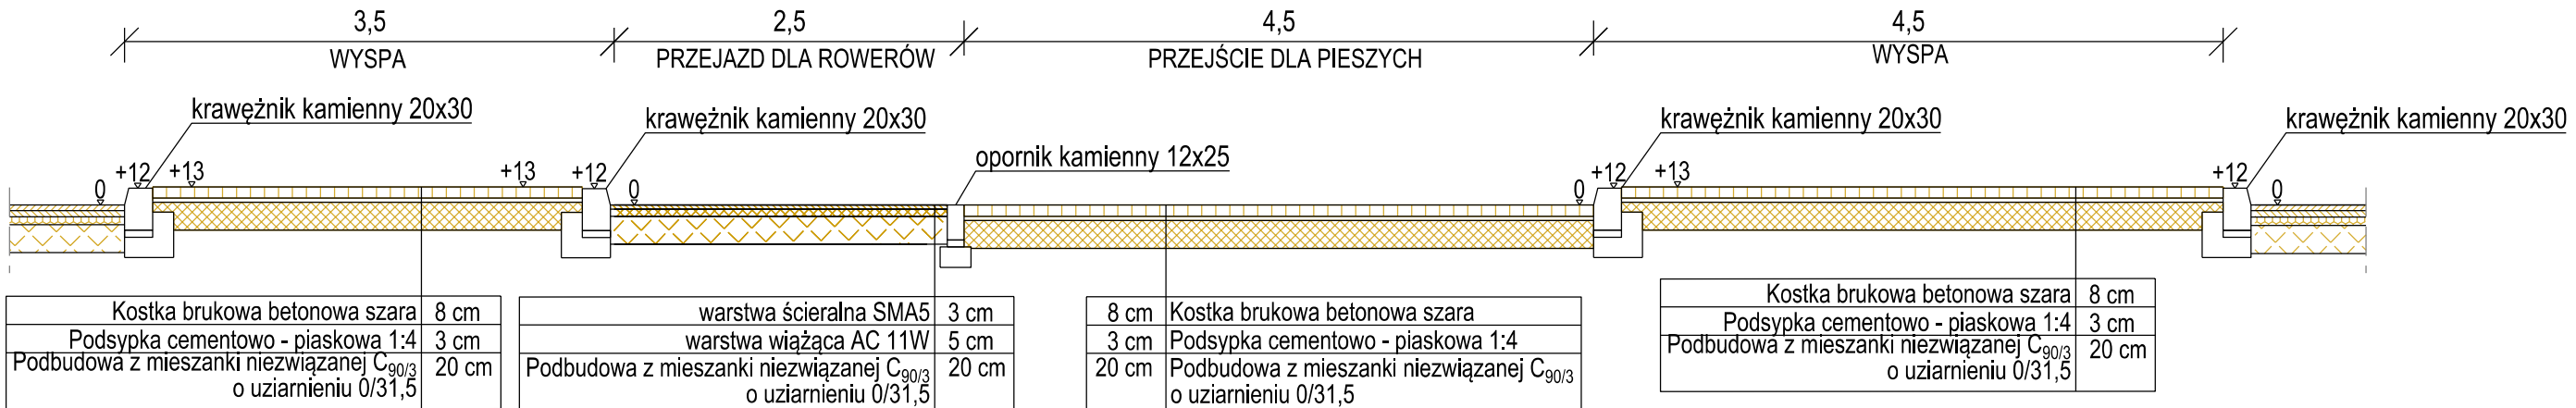 3,5
2,5
4,5
4,5
WYSPA
PRZEJAZD DLA ROWERÓW
PRZEJŚCIE DLA PIESZYCH
WYSPA
krawężnik kamienny 20x30
krawężnik kamienny 20x30
opornik kamienny 12x25
krawężnik kamienny 20x30
krawężnik kamienny 20x30
0
+12
+13
+13
+12
0
0
+12
+13
+12
0
Kostka brukowa betonowa szara 8 cm
Podsypka cementowo - piaskowa 1:4 3 cm
Podbudowa z mieszanki niezwiązanej C90/3 20 cm
o uziarnieniu 0/31,5
warstwa ścieralna SMA5 3 cm
warstwa wiążąca AC 11W 5 cm
Podbudowa z mieszanki niezwiązanej C90/3 20 cm
o uziarnieniu 0/31,5
8 cm Kostka brukowa betonowa szara
3 cm Podsypka cementowo - piaskowa 1:4
20 cm Podbudowa z mieszanki niezwiązanej C90/3
o uziarnieniu 0/31,5
Kostka brukowa betonowa szara 8 cm
Podsypka cementowo - piaskowa 1:4 3 cm
Podbudowa z mieszanki niezwiązanej C90/3 20 cm
o uziarnieniu 0/31,5